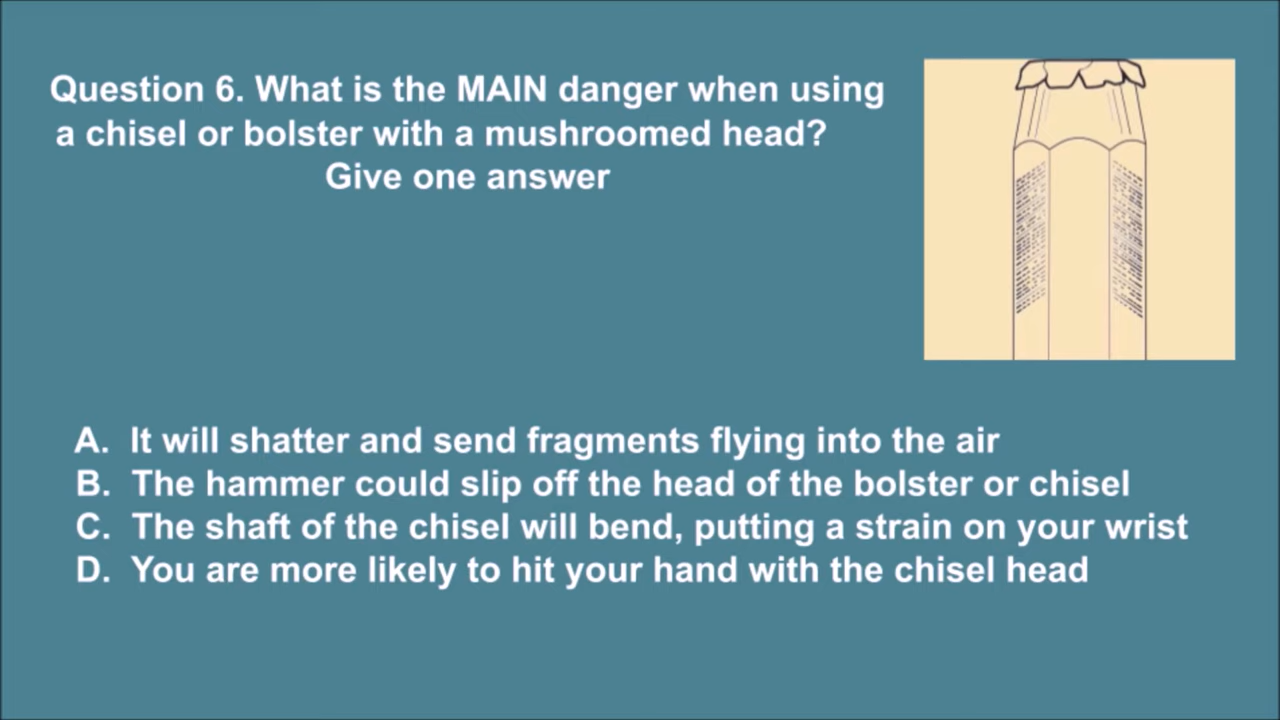 Question 6. What is the MAIN danger when using
a chisel or bolster with a mushroomed head?
Give one answer
A. It will shatter and send fragments flying into the air
B. The hammer could slip off the head of the bolster or chisel
C. The shaft of the chisel will bend, putting a strain on your wrist
D. You are more likely to hit your hand with the chisel head